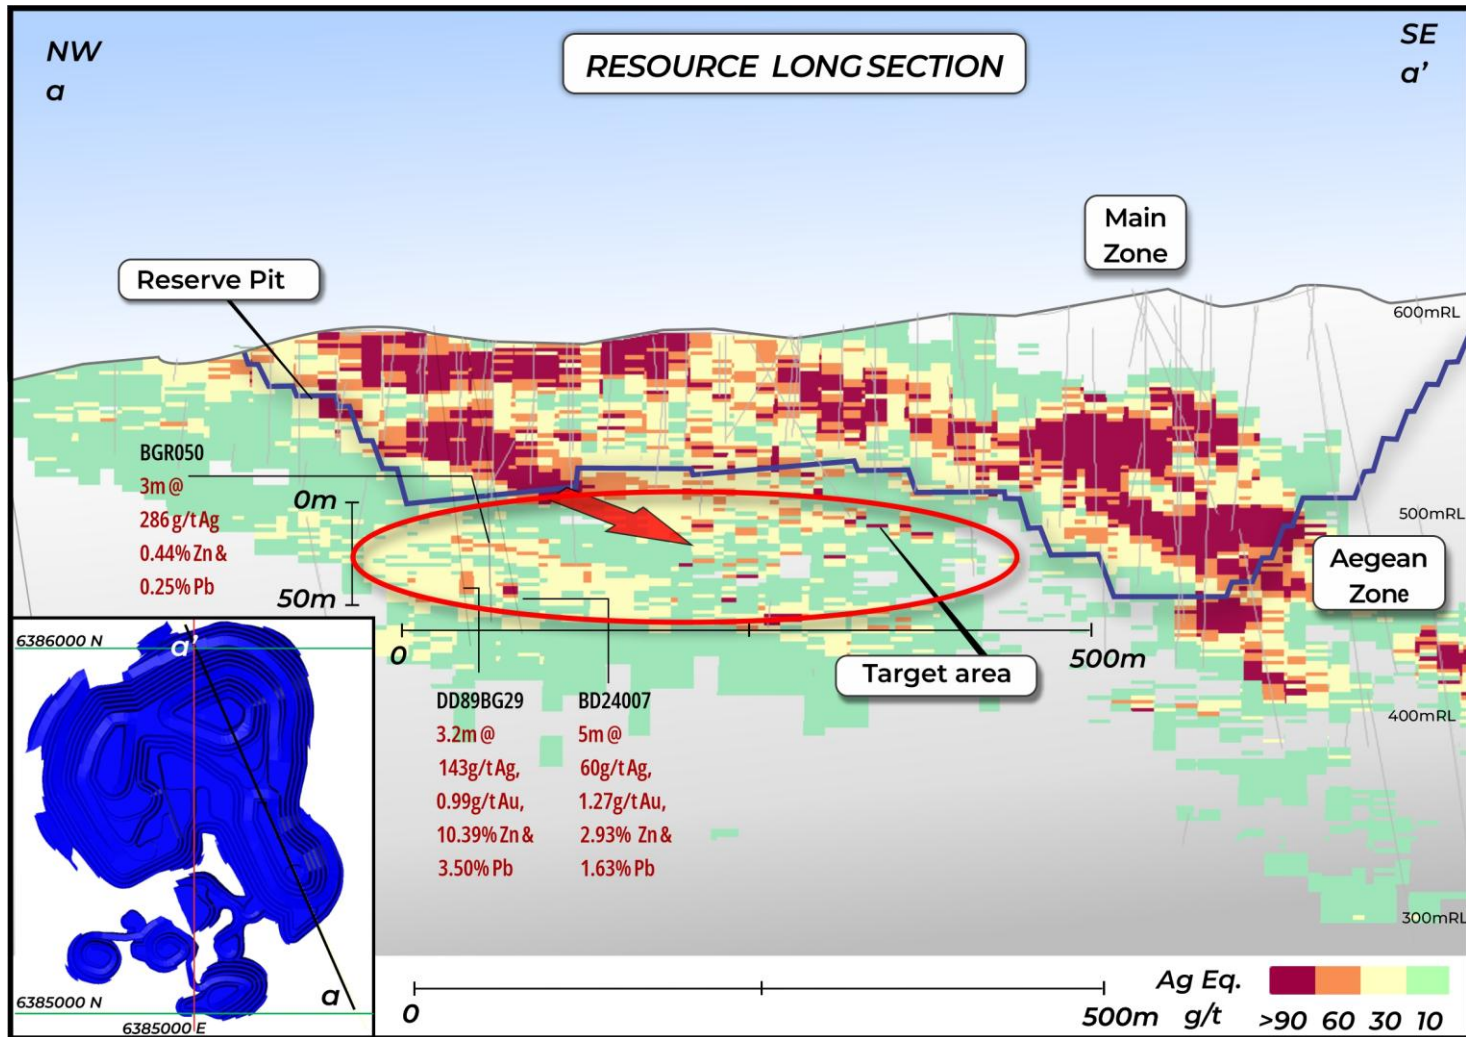 NW
a
RESOURCE LONG SECTION
SE
a’
Main
Zone
Reserve Pit
600mRL
BGR050
3m @
286 g/t Ag
0.44% Zn &
0.25% Pb
0m
50m
500mRL
Aegean
Zone
0
500m
Target area
400mRL
DD89BG29
3.2m @
143g/t Ag,
0.99g/t Au,
10.39% Zn &
3.50% Pb
BD24007
5m @
60g/t Ag,
1.27g/t Au,
2.93% Zn &
1.63% Pb
300mRL
6386000 N
a’
a
6385000 N
6385000 E
0
500m
Ag Eq.
g/t
>90 60 30 10